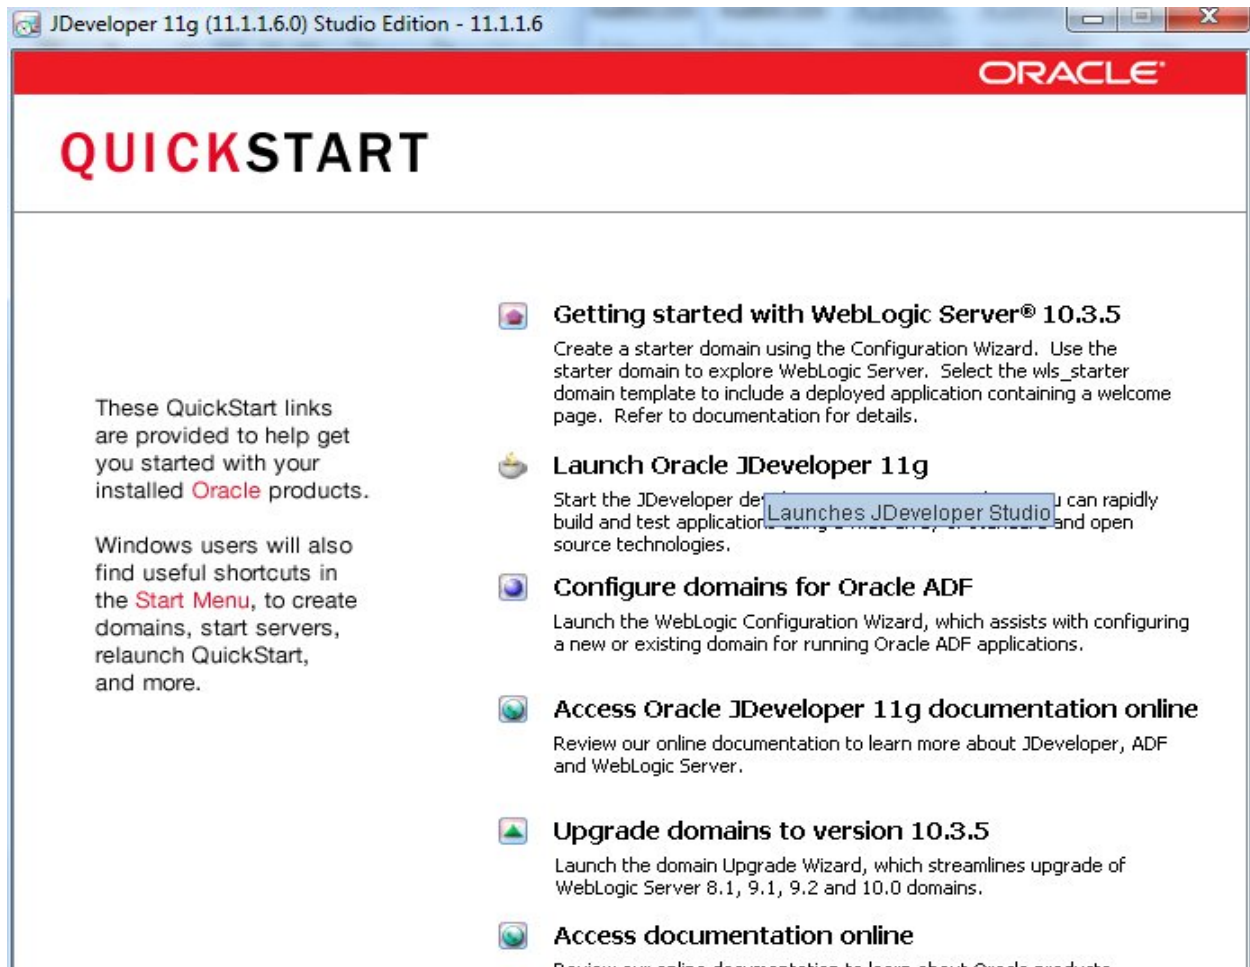 JDeveloper 11g (11.1.1.6.0) Studio Edition - 11.1.1.6
ORACLE
QUICKSTART
These QuickStart links
are provided to help get
you started with your
installed Oracle products.
Windows users will also
find useful shortcuts in
the Start Menu, to create
domains, start servers,
relaunch QuickStart,
and more.
Getting started with WebLogic Server® 10.3.5
Create a starter domain using the Configuration Wizard. Use the
starter domain to explore WebLogic Server. Select the wls_starter
domain template to include a deployed application containing a welcome
page. Refer to documentation for details.
Launch Oracle JDeveloper 11g
Start the JDeveloper can rapidly
Launches JDeveloper Studio
build and test and open
source technologies.
Configure domains for Oracle ADF
Launch the WebLogic Configuration Wizard, which assists with configuring
a new or existing domain for running Oracle ADF applications.
Access Oracle JDeveloper 11g documentation online
Review our online documentation to learn more about JDeveloper, ADF
and WebLogic Server.
Upgrade domains to version 10.3.5
Launch the domain Upgrade Wizard, which streamlines upgrade of
WebLogic Server 8.1, 9.1, 9.2 and 10.0 domains.
Access documentation online